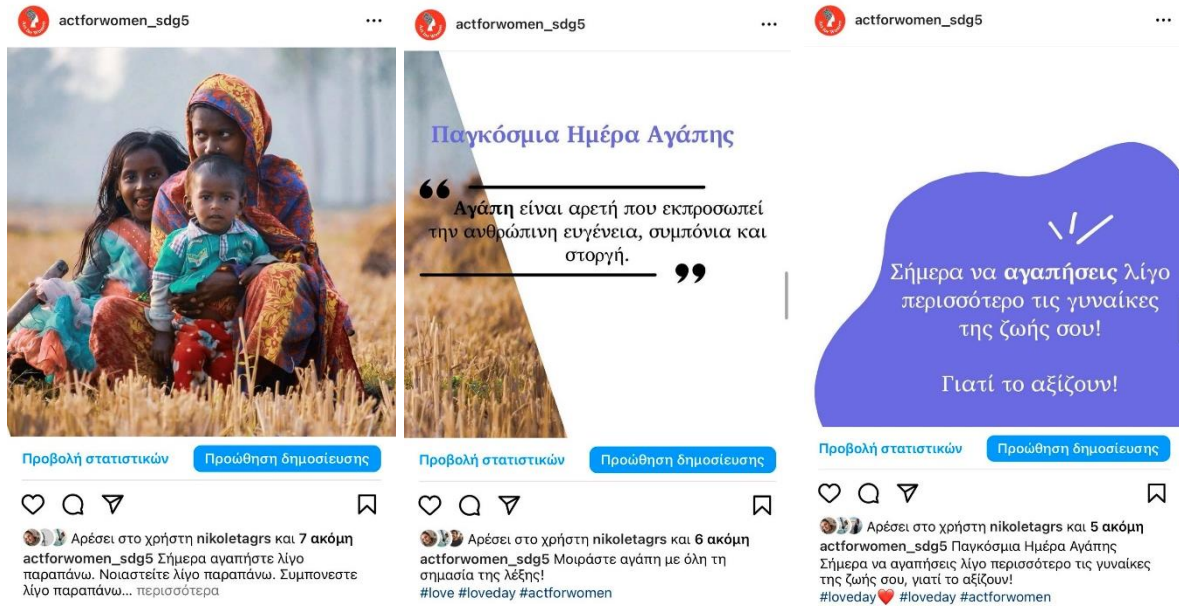 actforwomen_sdg5
Προβολή στατιστικών
Προώθηση δημοσίευσης
Αρέσει στο χρήστη nikoletagrs και 7 ακόμη
actforwomen_sdg5 Σήμερα αγαπήστε λίγο
παραπάνω. Νοιαστείτε λίγο παραπάνω. Συμπονεστε
λίγο παραπάνω... περισσότερα
actforwomen_sdg5
Παγκόσμια Ημέρα Αγάπης
“
Αγάπη είναι αρετή που εκπροσωπεί
την ανθρώπινη ευγένεια, συμπόνια και
στοργή.
”
Προβολή στατιστικών
Προώθηση δημοσίευσης
Αρέσει στο χρήστη nikoletagrs και 6 ακόμη
actforwomen_sdg5 Μοιράστε αγάπη με όλη τη
σημασία της λέξης!
#love #loveday #actforwomen
actforwomen_sdg5
Σήμερα να αγαπήσεις λίγο
περισσότερο τις γυναίκες
της ζωής σου!
Γιατί το αξίζουν!
Προβολή στατιστικών
Προώθηση δημοσίευσης
Αρέσει στο χρήστη nikoletagrs και 5 ακόμη
actforwomen_sdg5 Παγκόσμια Ημέρα Αγάπης
Σήμερα να αγαπήσεις λίγο περισσότερο τις γυναίκες
της ζωής σου, γιατί το αξίζουν!
#loveday❤️ #loveday #actforwomen